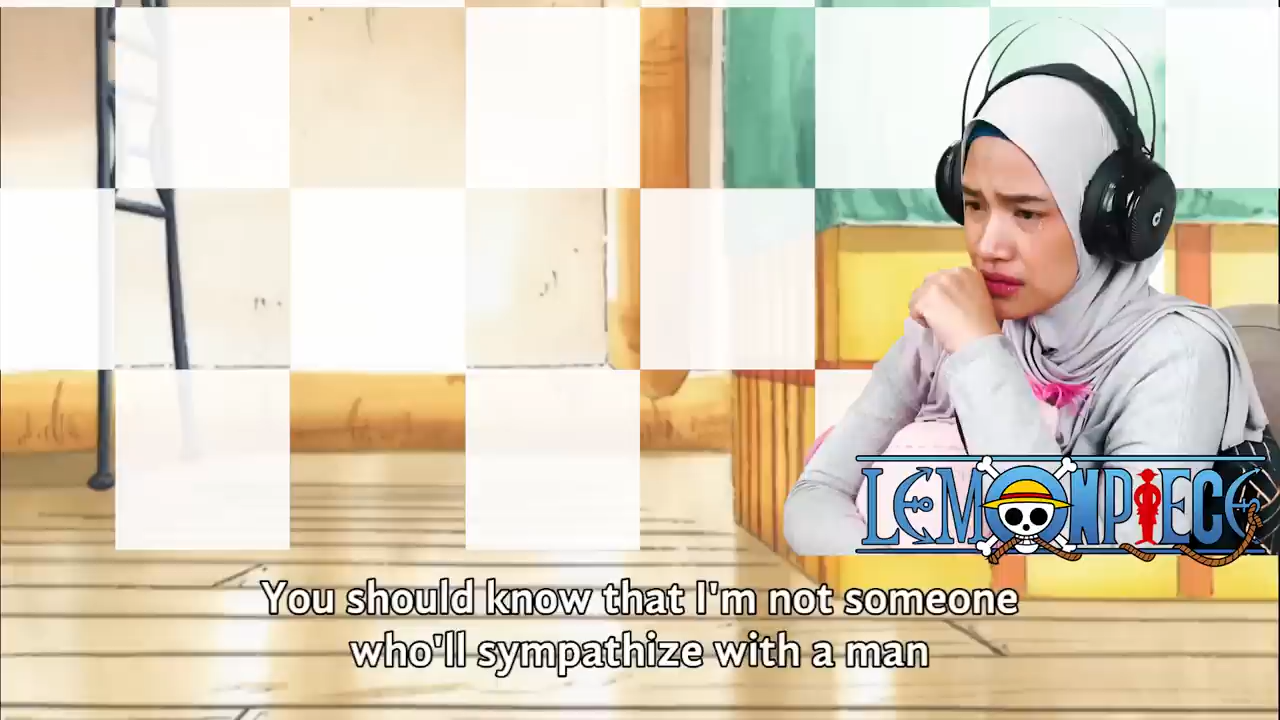 LEMONPIECE
You should know that I'm not someone
who'll sympathize with a man